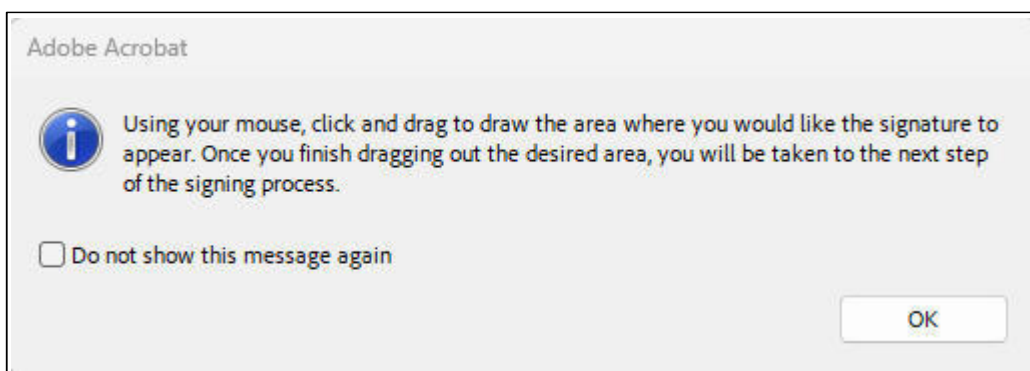 Adobe Acrobat
Using your mouse, click and drag to draw the area where you would like the signature to
appear. Once you finish dragging out the desired area, you will be taken to the next step
of the signing process.
Do not show this message again
OK